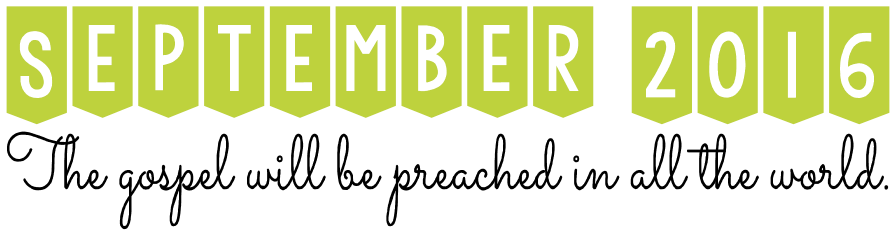 SEPTEMBER 2016
The gospel will be preached in all the world.